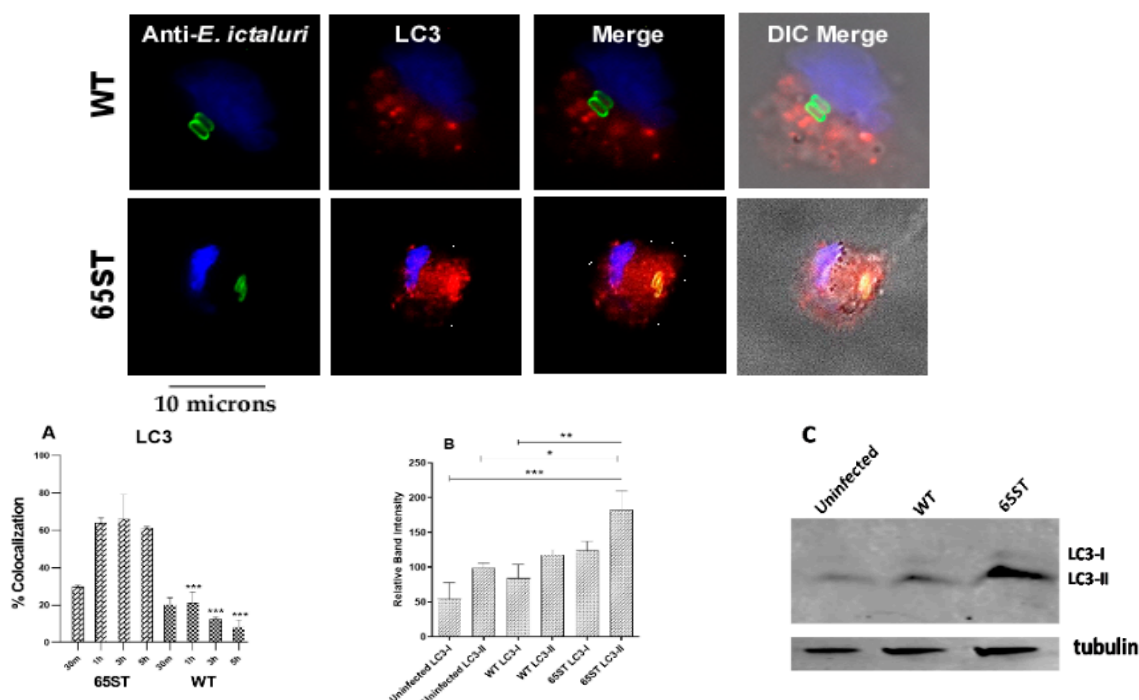 Anti-E. ictaluri LC3 Merge DIC Merge
WT
65ST
10 microns
A
LC3
100
80
60
40
20
0
% Colocalization
*** *** ***
30m 1h 3h 5h 30m 1h 3h 5h
65ST WT
B
**
*
***
250
200
150
100
50
0
Relative Band Intensity
Uninfected LC3-I
Uninfected LC3-II
WT LC3-I
WT LC3-II
65ST LC3-I
65ST LC3-II
C
Uninfected WT 65ST
LC3-I
LC3-II
tubulin